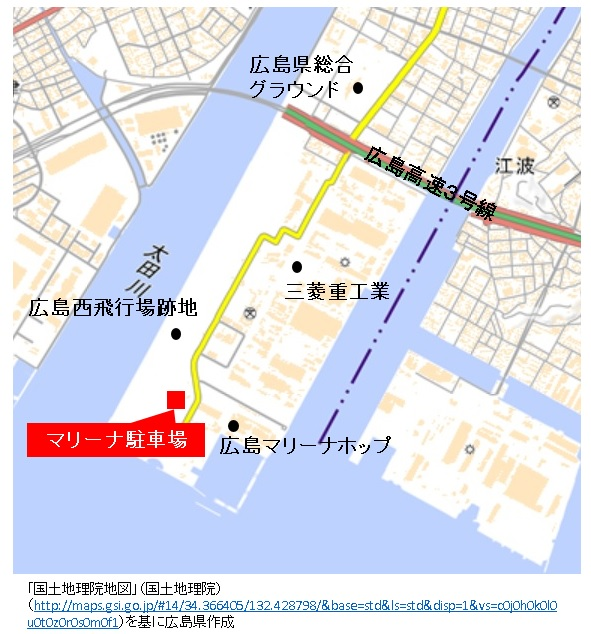 広島県総合
グラウンド
広島高速3号線
江波
太田川
三菱重工業
広島西飛行場跡地
マリーナ駐車場
広島マリーナホップ
「国土地理院地図」（国土地理院）
（http://maps.gsi.go.jp/#14/34.366405/132.428798/&base=std&ls=std&disp=1&vs=c0j0h0k0l0
u0t0z0r0s0m0f1）を基に広島県作成